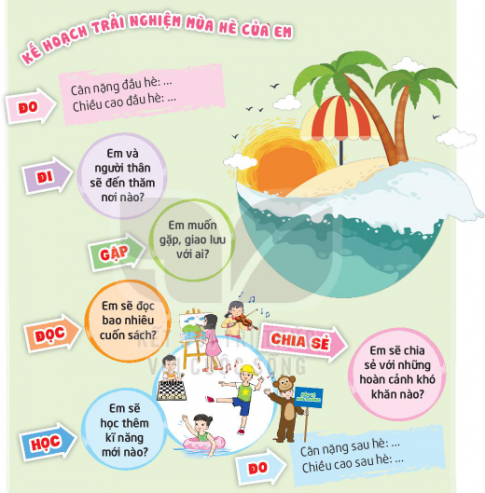 KẾ HOẠCH TRẢI NGHIỆM MÙA HÈ CỦA EM
ĐO
Cân nặng đầu hè: ...
Chiều cao đầu hè: ...
ĐI
Em và
người thân
sẽ đến thăm
nơi nào?
GẶP
Em muốn
gặp, giao lưu
với ai?
ĐỌC
Em sẽ đọc
bao nhiêu
cuốn sách?
CHIA SẺ
Em sẽ chia
sẻ với những
hoàn cảnh khó
khăn nào?
HỌC
Em sẽ
học thêm
kĩ năng
mới nào?
ĐO
Cân nặng sau hè: ...
Chiều cao sau hè: ...